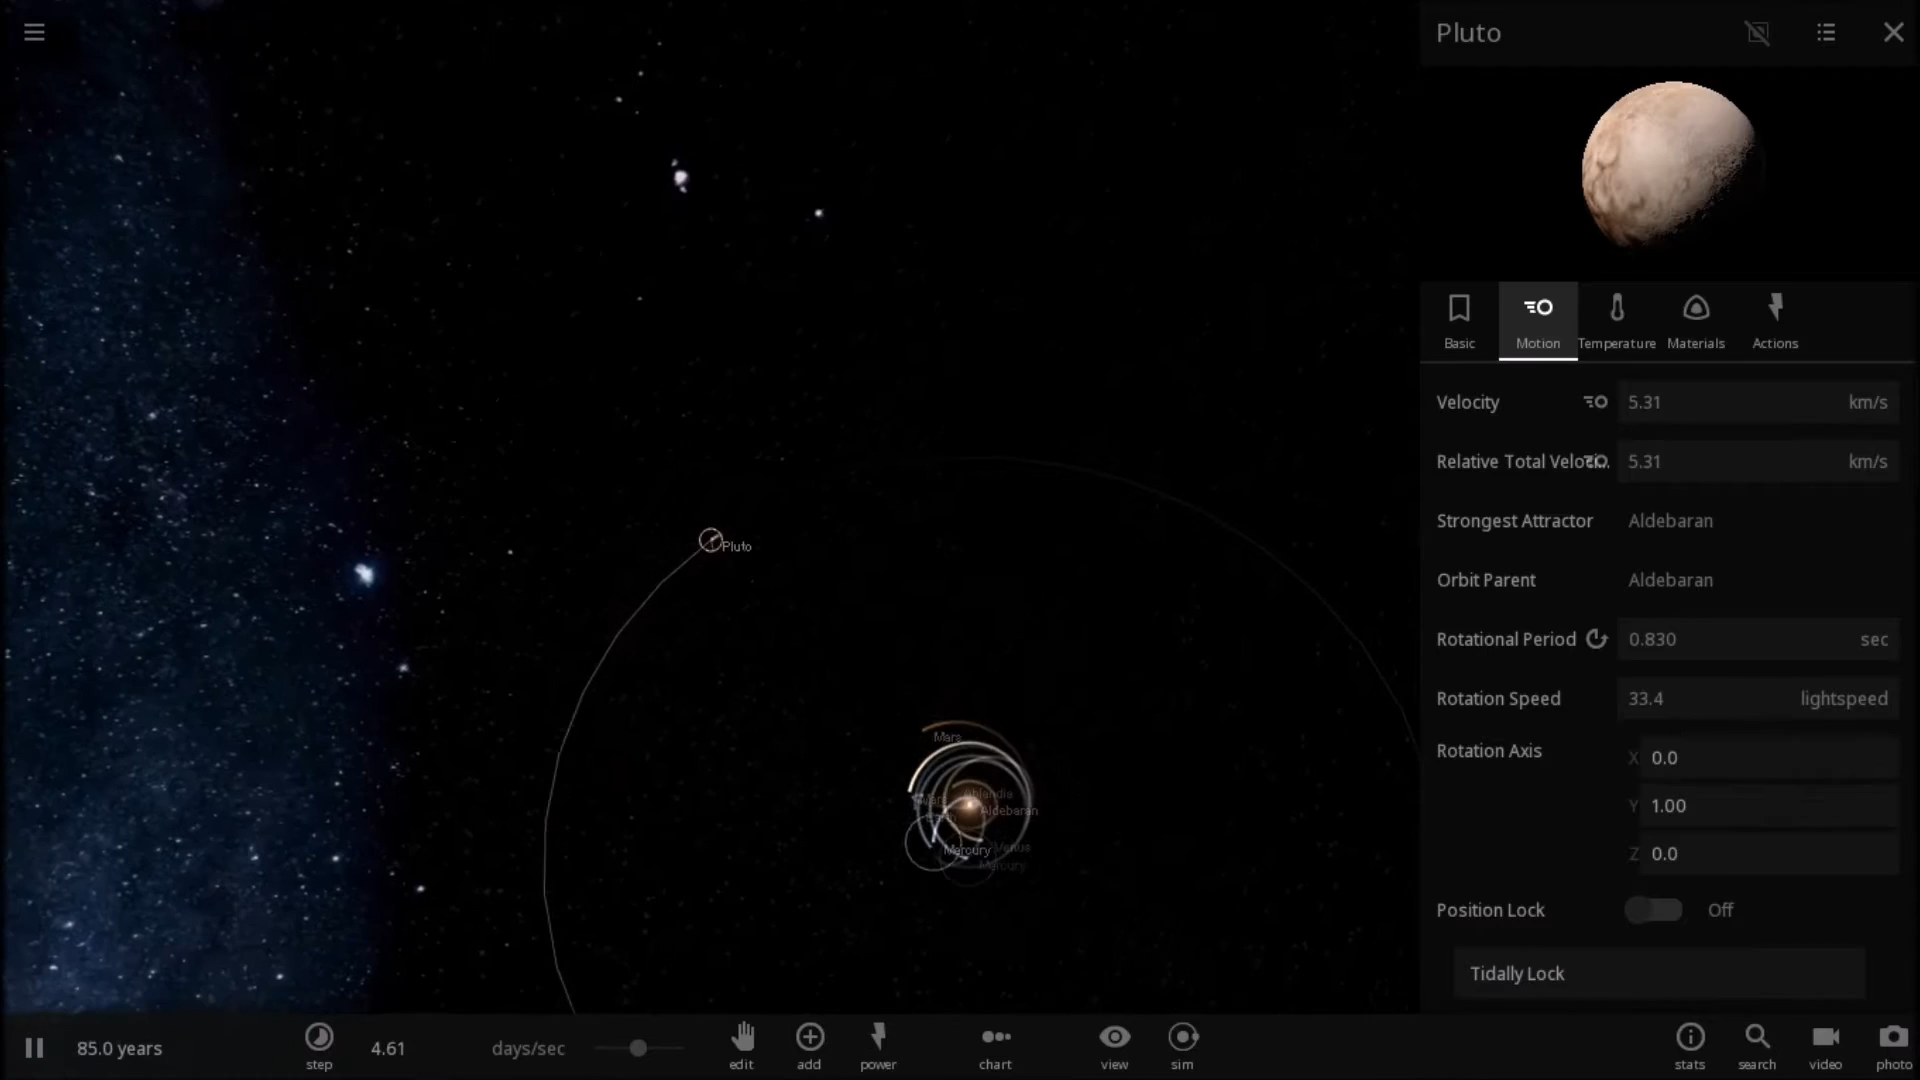 Pluto
Basic
Motion
Temperature
Materials
Actions
Velocity 5.31 km/s
Relative Total Veloci... 5.31 km/s
Strongest Attractor Aldebaran
Orbit Parent Aldebaran
Rotational Period 0.830 sec
Rotation Speed 33.4 lightspeed
Rotation Axis X 0.0
Y 1.00
Z 0.0
Position Lock Off
Tidally Lock
Pluto
Mars
Aldebaran
Mercury
Venus
Mercury
85.0 years
step
4.61 days/sec
edit
add
power
chart
view
sim
stats
search
video
photo